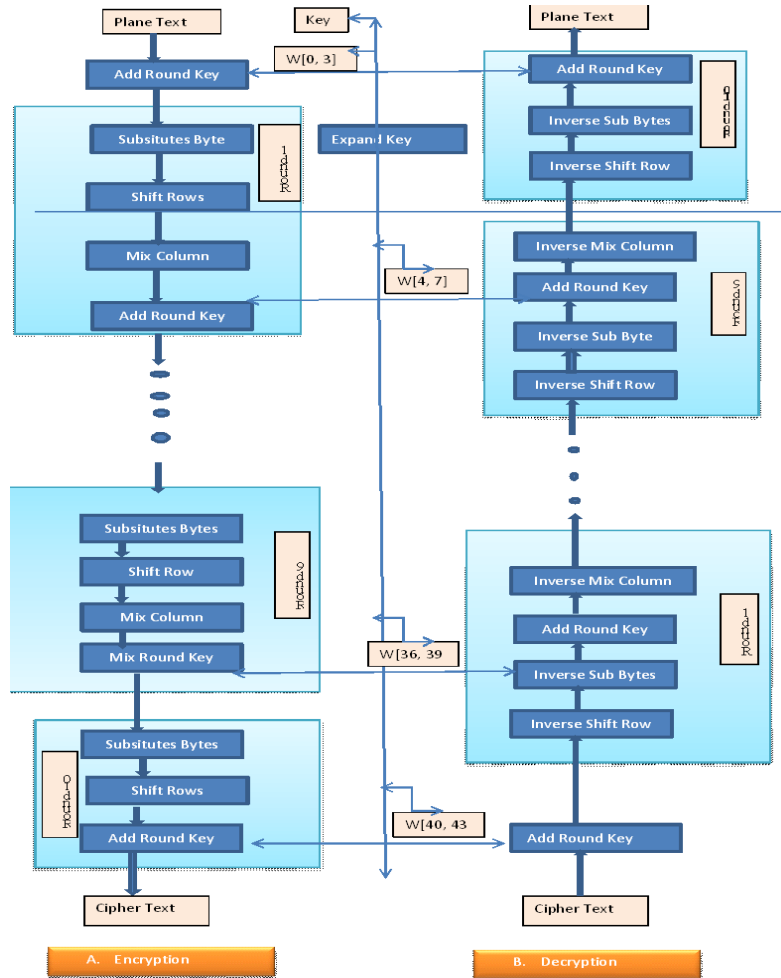 Plane Text
Add Round Key
Subsitutes Byte
Shift Rows
Mix Column
Add Round Key
Subsitutes Bytes
Shift Row
Mix Column
Mix Round Key
Subsitutes Bytes
Shift Rows
Add Round Key
Cipher Text
A. Encryption
Key
W[0, 3]
Expand Key
W[4, 7]
W[36, 39
W[40, 43
Plane Text
Add Round Key
Inverse Sub Bytes
Inverse Shift Row
Inverse Mix Column
Add Round Key
Inverse Sub Byte
Inverse Shift Row
Inverse Mix Column
Add Round Key
Inverse Sub Bytes
Inverse Shift Row
Add Round Key
Cipher Text
B. Decryption